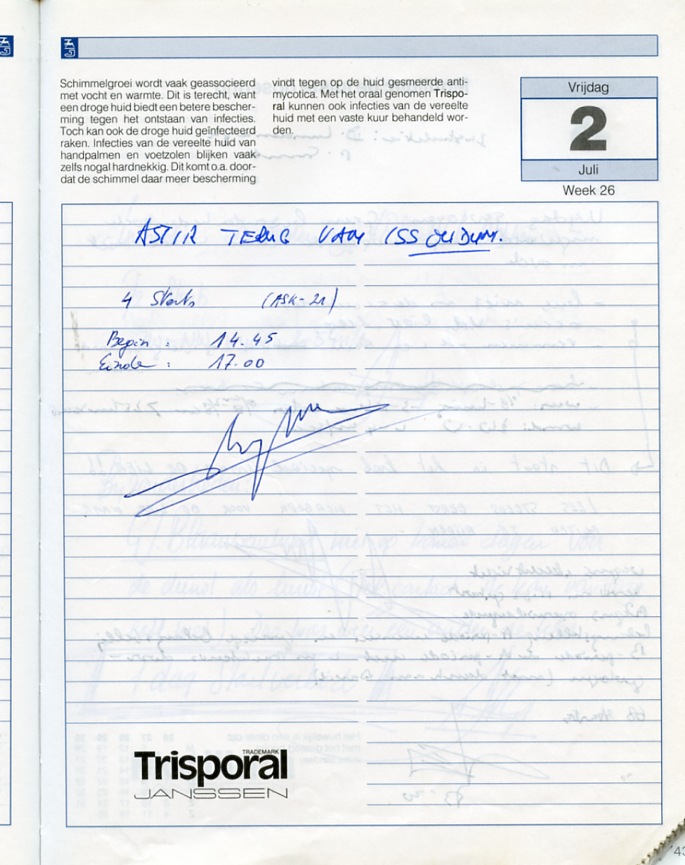 Schimmelgroei wordt vaak geassocieerd
met vocht en warmte. Dit is terecht, want
een droge huid biedt een betere bescher-
ming tegen het ontstaan van infecties.
Toch kan ook de droge huid geïnfecteerd
raken. Infecties van de vereelte huid van
handpalmen en voetzolen blijken vaak
zelfs nogal hardnekkig. Dit komt o.a. door-
dat de schimmel daar meer bescherming
vindt tegen op de huid gesmeerde anti-
mycotica. Met het oraal genomen Trispo-
ral kunnen ook infecties van de vereelte
huid met een vaste kuur behandeld wor-
den.
Vrijdag
2
Juli
Week 26
ASTIR TERUG VAN ISSOUDUN.
4 Starts (ASK-21)
Begin : 14.45
Einde : 17.00
TRADEMARK
Trisporal
JANSSEN
43